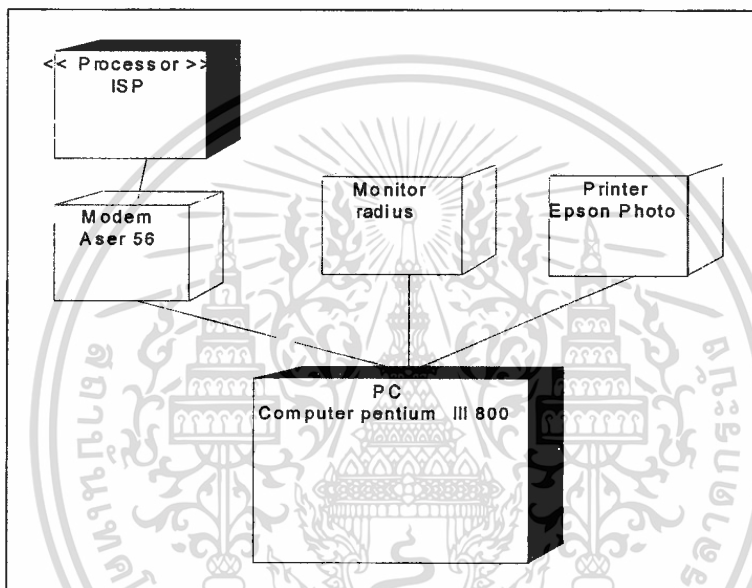 << Processor >>
ISP
Modem
Aser 56
Monitor
radius
Printer
Epson Photo
PC
Computer pentium III 800